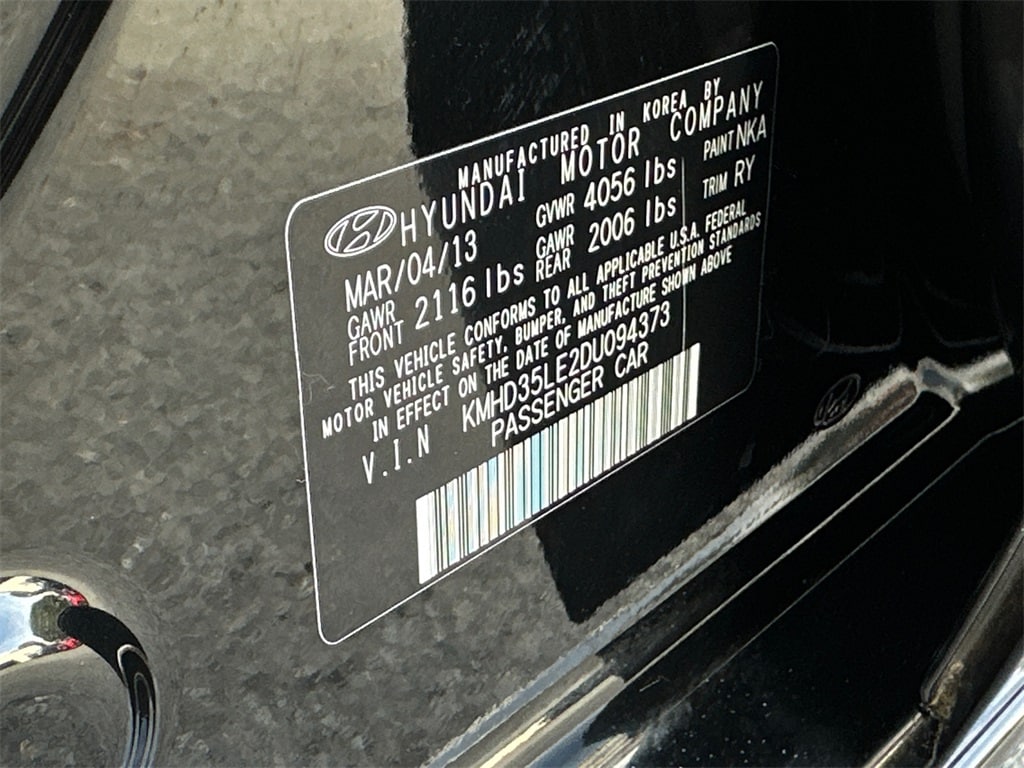 MANUFACTURED IN KOREA BY
HYUNDAI MOTOR COMPANY
MAR/04/13 GVWR 4056 lbs PAINT NKA
GAWR FRONT 2116 lbs GAWR REAR 2006 lbs TRIM RY
THIS VEHICLE CONFORMS TO ALL APPLICABLE U.S.A. FEDERAL
MOTOR VEHICLE SAFETY, BUMPER, AND THEFT PREVENTION STANDARDS
IN EFFECT ON THE DATE OF MANUFACTURE SHOWN ABOVE
V.I.N KMHD35LE2DU094373
PASSENGER CAR